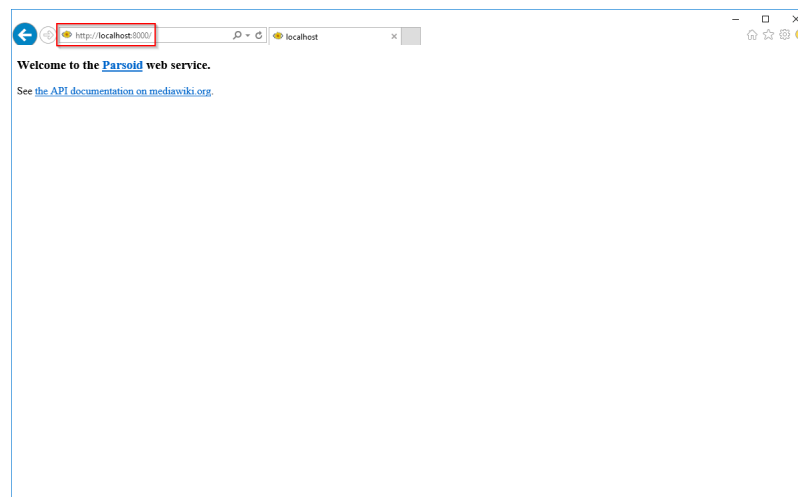 http://localhost:8000/
localhost
Welcome to the Parsoid web service.
See the API documentation on mediawiki.org.